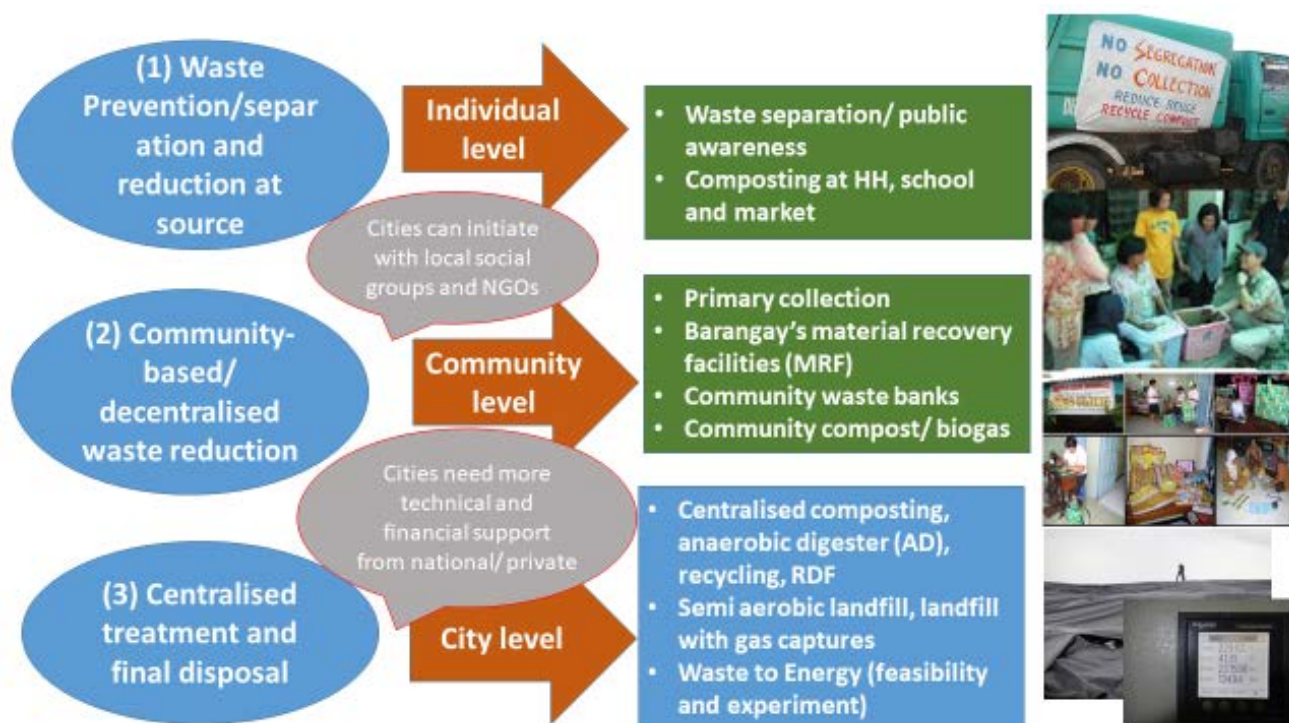 (1) Waste
Prevention/separ
ation and
reduction at
source
Individual
level
• Waste separation/ public
awareness
• Composting at HH, school
and market
NO SEGREGATION
NO COLLECTION
REDUCE REUSE
RECYCLE COMPOST
Cities can initiate
with local social
groups and NGOs
(2) Community-
based/
decentralised
waste reduction
Community
level
• Primary collection
• Barangay's material recovery
facilities (MRF)
• Community waste banks
• Community compost/ biogas
Cities need more
technical and
financial support
from national/ private
(3) Centralised
treatment and
final disposal
City level
• Centralised composting,
anaerobic digester (AD),
recycling, RDF
• Semi aerobic landfill, landfill
with gas captures
• Waste to Energy (feasibility
and experiment)